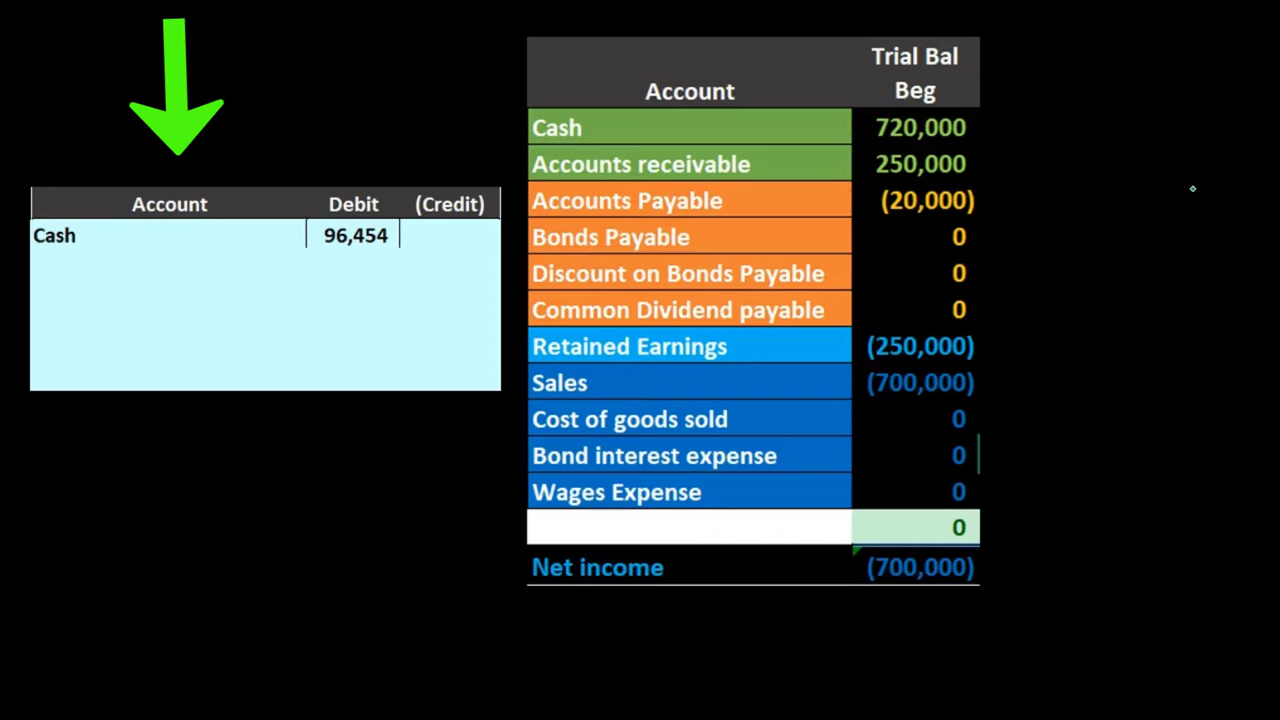 Account Debit (Credit)
Cash 96,454
Account Trial Bal Beg
Cash 720,000
Accounts receivable 250,000
Accounts Payable (20,000)
Bonds Payable 0
Discount on Bonds Payable 0
Common Dividend payable 0
Retained Earnings (250,000)
Sales (700,000)
Cost of goods sold 0
Bond interest expense 0
Wages Expense 0
0
Net income (700,000)